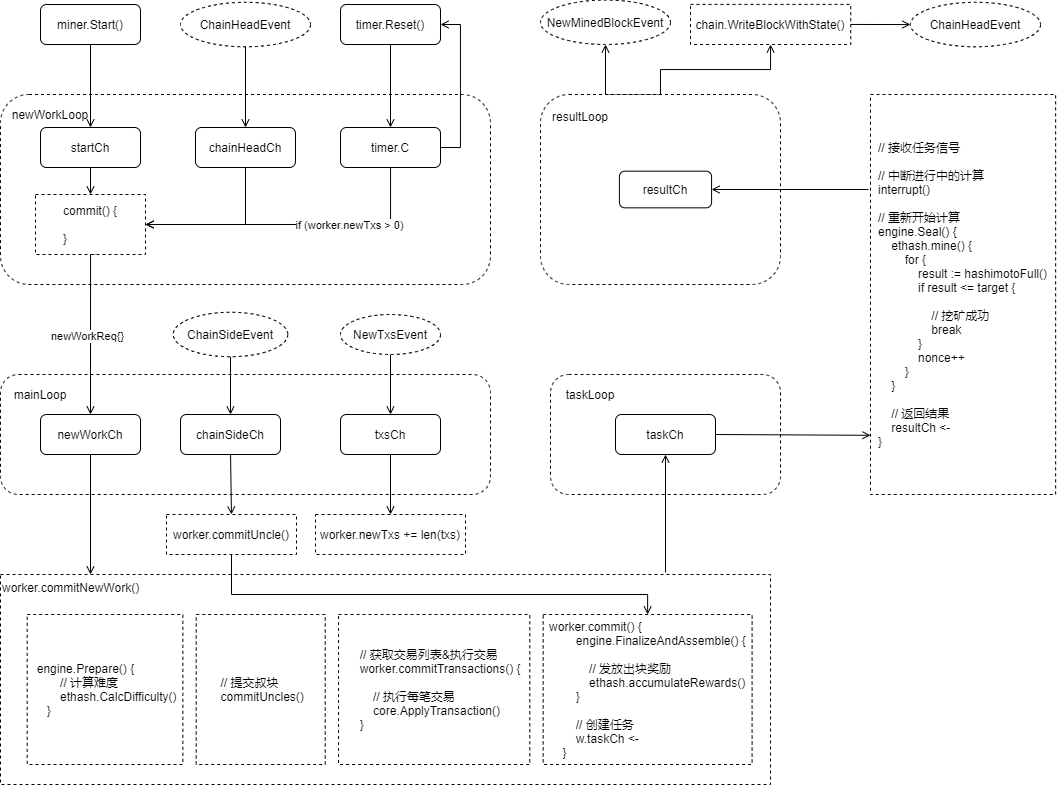 miner.Start()
ChainHeadEvent
timer.Reset()
NewMinedBlockEvent
chain.WriteBlockWithState()
ChainHeadEvent
newWorkLoop
startCh
chainHeadCh
timer.C
commit() {
}
if (worker.newTxs > 0)
resultLoop
resultCh
// 接收任务信号
// 中断进行中的计算
interrupt()
// 重新开始计算
engine.Seal() {
ethash.mine() {
for {
result := hashimotoFull()
if result <= target {
// 挖矿成功
break
}
nonce++
}
}
// 返回结果
resultCh <-
}
newWorkReq{}
ChainSideEvent
NewTxsEvent
mainLoop
newWorkCh
chainSideCh
txsCh
taskLoop
taskCh
worker.commitUncle()
worker.newTxs += len(txs)
worker.commitNewWork()
engine.Prepare() {
// 计算难度
ethash.CalcDifficulty()
}
// 提交叔块
commitUncles()
// 获取交易列表&执行交易
worker.commitTransactions() {
// 执行每笔交易
core.ApplyTransaction()
}
worker.commit() {
engine.FinalizeAndAssemble() {
// 发放出块奖励
ethash.accumulateRewards()
}
// 创建任务
w.taskCh <-
}